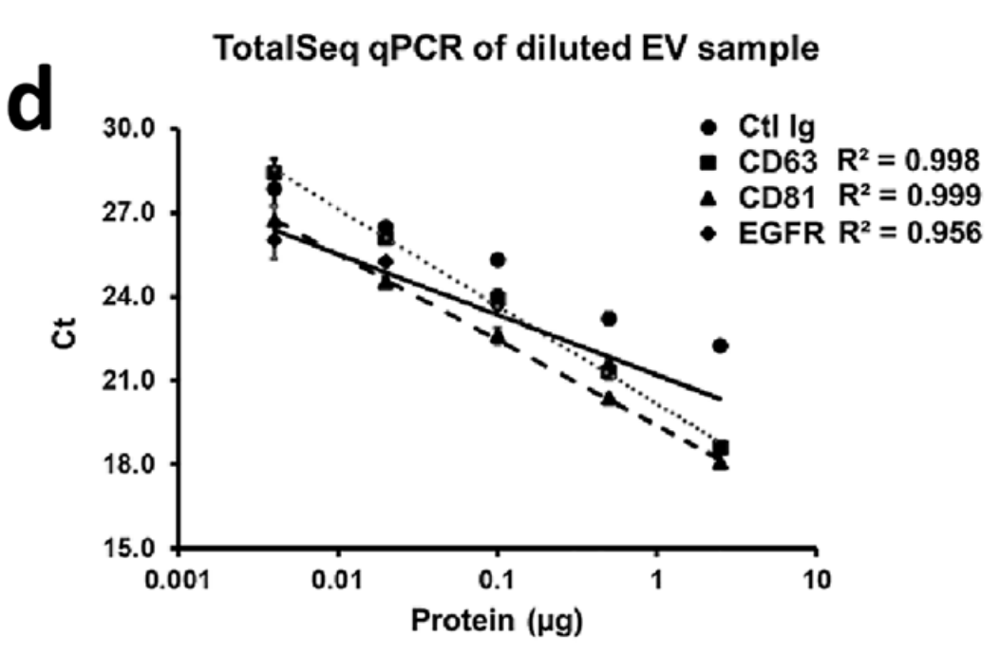 TotalSeq qPCR of diluted EV sample
d
30.0
27.0
24.0
21.0
18.0
15.0
Ct
Ctl Ig
CD63 R² = 0.998
CD81 R² = 0.999
EGFR R² = 0.956
0.001 0.01 0.1 1 10
Protein (µg)